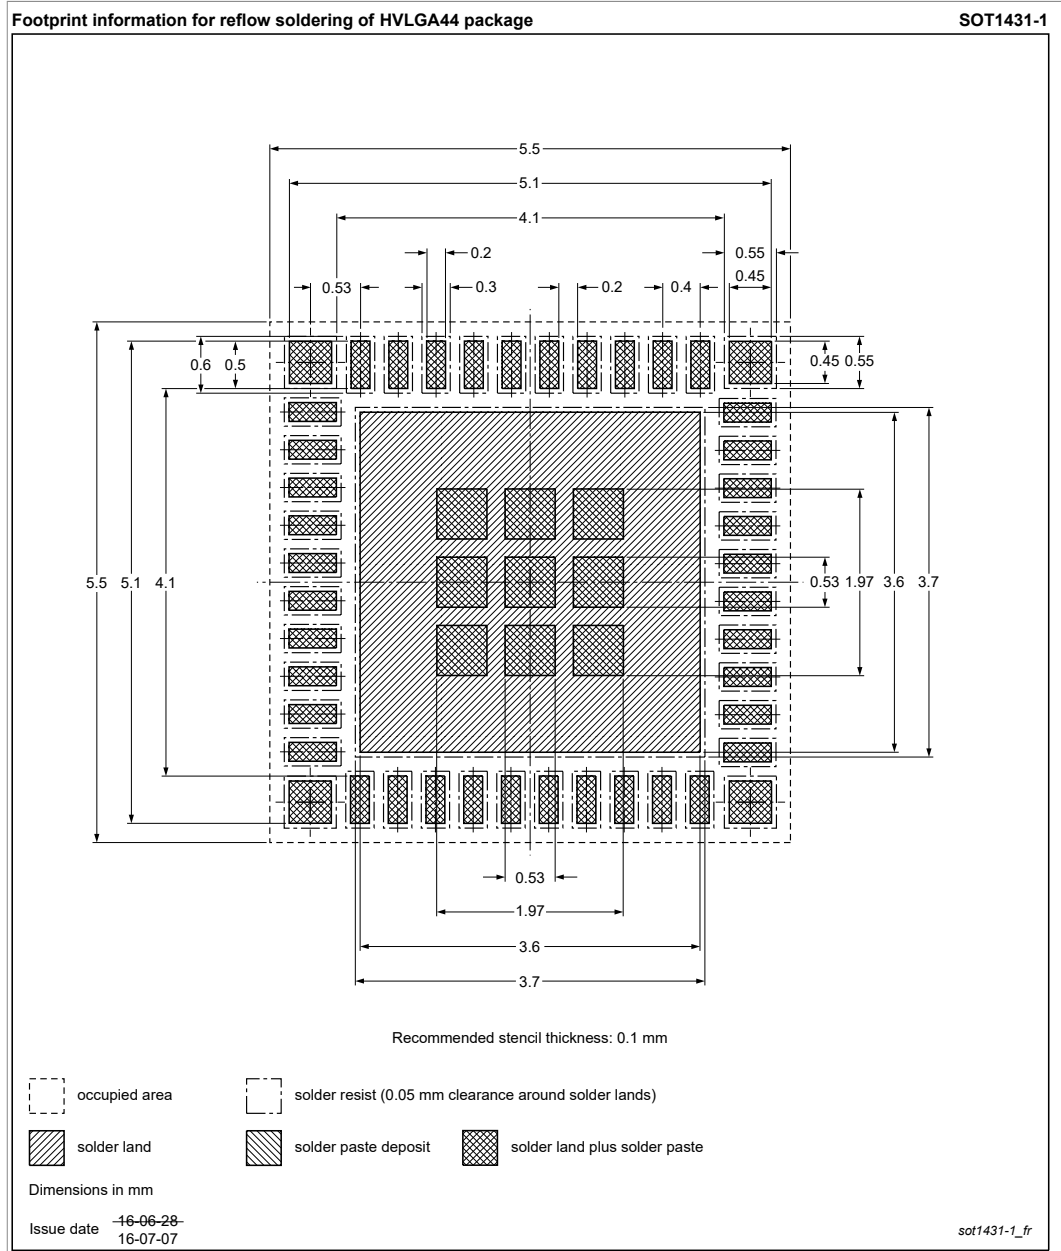 Footprint information for reflow soldering of HVLGA44 package SOT1431-1
5.5
5.1
4.1
0.2 0.55
0.53 0.3 0.2 0.4 0.45
0.6 0.5 0.45 0.55
5.5 5.1 4.1 0.53 1.97 3.6 3.7
0.53
1.97
3.6
3.7
Recommended stencil thickness: 0.1 mm
occupied area solder resist (0.05 mm clearance around solder lands)
solder land solder paste deposit solder land plus solder paste
Dimensions in mm
Issue date 16-06-28
16-07-07 sot1431-1_fr